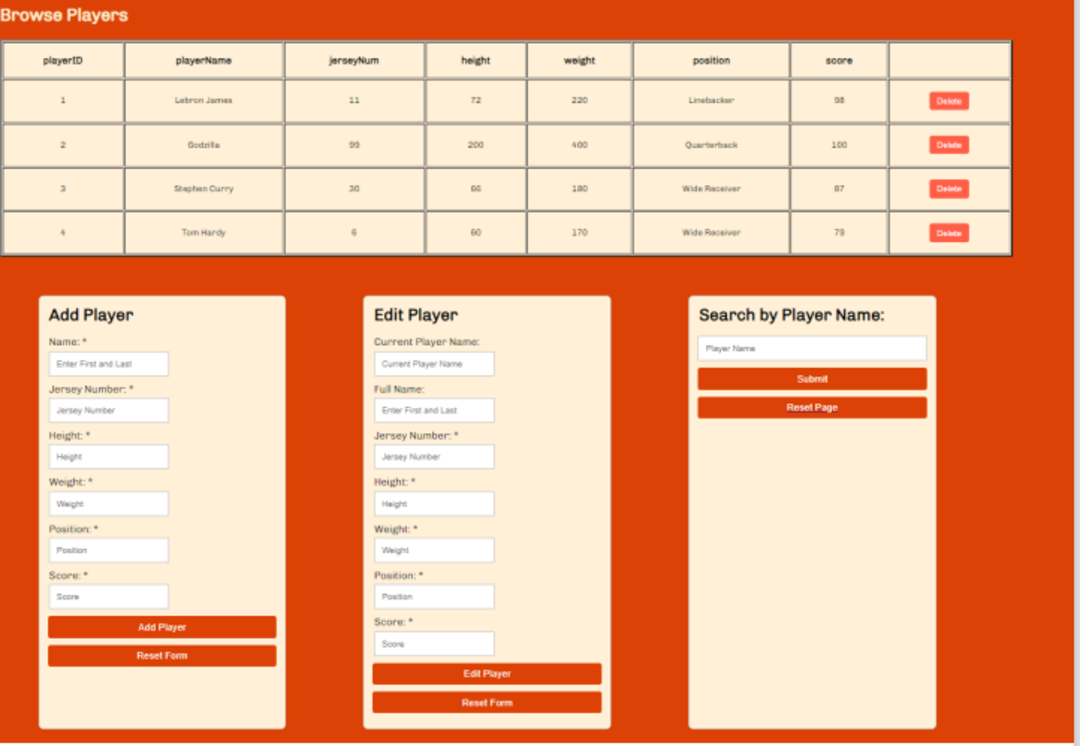 Browse Players
playerID playerName jerseyNum height weight position score
1 Lebron James 11 72 220 Linebacker 98 Delete
2 Godzilla 99 200 400 Quarterback 100 Delete
3 Stephen Curry 30 66 180 Wide Receiver 87 Delete
4 Tom Hardy 6 60 170 Wide Receiver 79 Delete
Add Player
Name: *
Enter First and Last
Jersey Number: *
Jersey Number
Height: *
Height
Weight: *
Weight
Position: *
Position
Score: *
Score
Add Player
Reset Form
Edit Player
Current Player Name:
Current Player Name
Full Name:
Enter First and Last
Jersey Number: *
Jersey Number
Height: *
Height
Weight: *
Weight
Position: *
Position
Score: *
Score
Edit Player
Reset Form
Search by Player Name:
Player Name
Submit
Reset Page